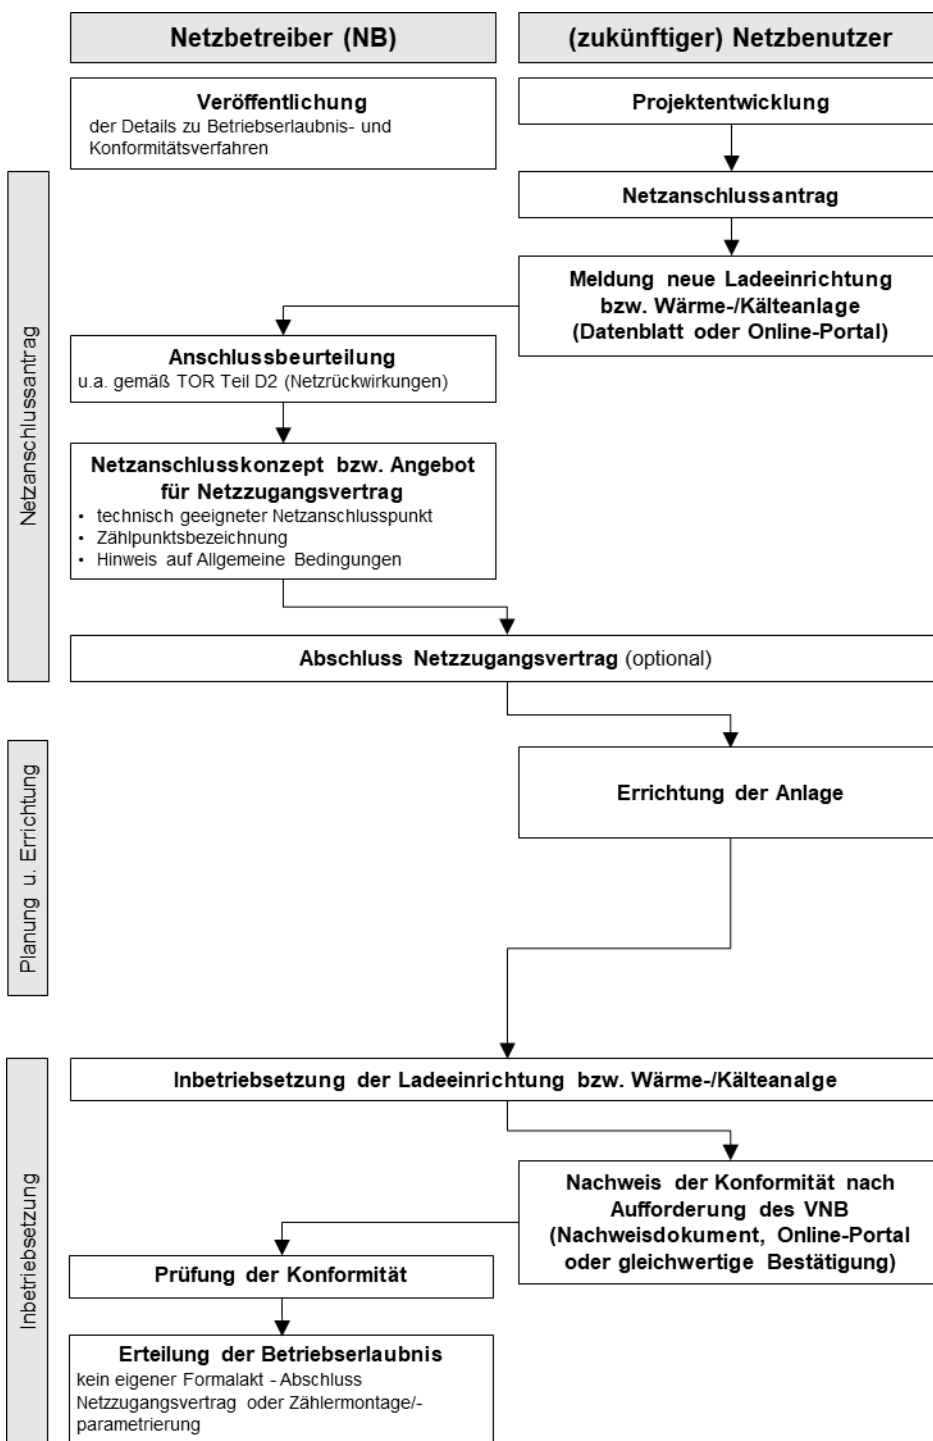 Netzbetreiber (NB)
(zukünftiger) Netzbenutzer
Veröffentlichung
der Details zu Betriebserlaubnis- und
Konformitätsverfahren
Projektentwicklung
Netzanschlussantrag
Netzanschlussantrag
Meldung neue Ladeeinrichtung
bzw. Wärme-/Kälteanlage
(Datenblatt oder Online-Portal)
Anschlussbeurteilung
u.a. gemäß TOR Teil D2 (Netzrückwirkungen)
Netzanschlusskonzept bzw. Angebot
für Netzzugangsvertrag
• technisch geeigneter Netzanschlusspunkt
• Zählpunktsbezeichnung
• Hinweis auf Allgemeine Bedingungen
Abschluss Netzzugangsvertrag (optional)
Planung u. Errichtung
Errichtung der Anlage
Inbetriebsetzung
Inbetriebsetzung der Ladeeinrichtung bzw. Wärme-/Kälteanalge
Nachweis der Konformität nach
Aufforderung des VNB
(Nachweisdokument, Online-Portal
oder gleichwertige Bestätigung)
Prüfung der Konformität
Erteilung der Betriebserlaubnis
kein eigener Formalakt - Abschluss
Netzzugangsvertrag oder Zählermontage/-
parametrierung